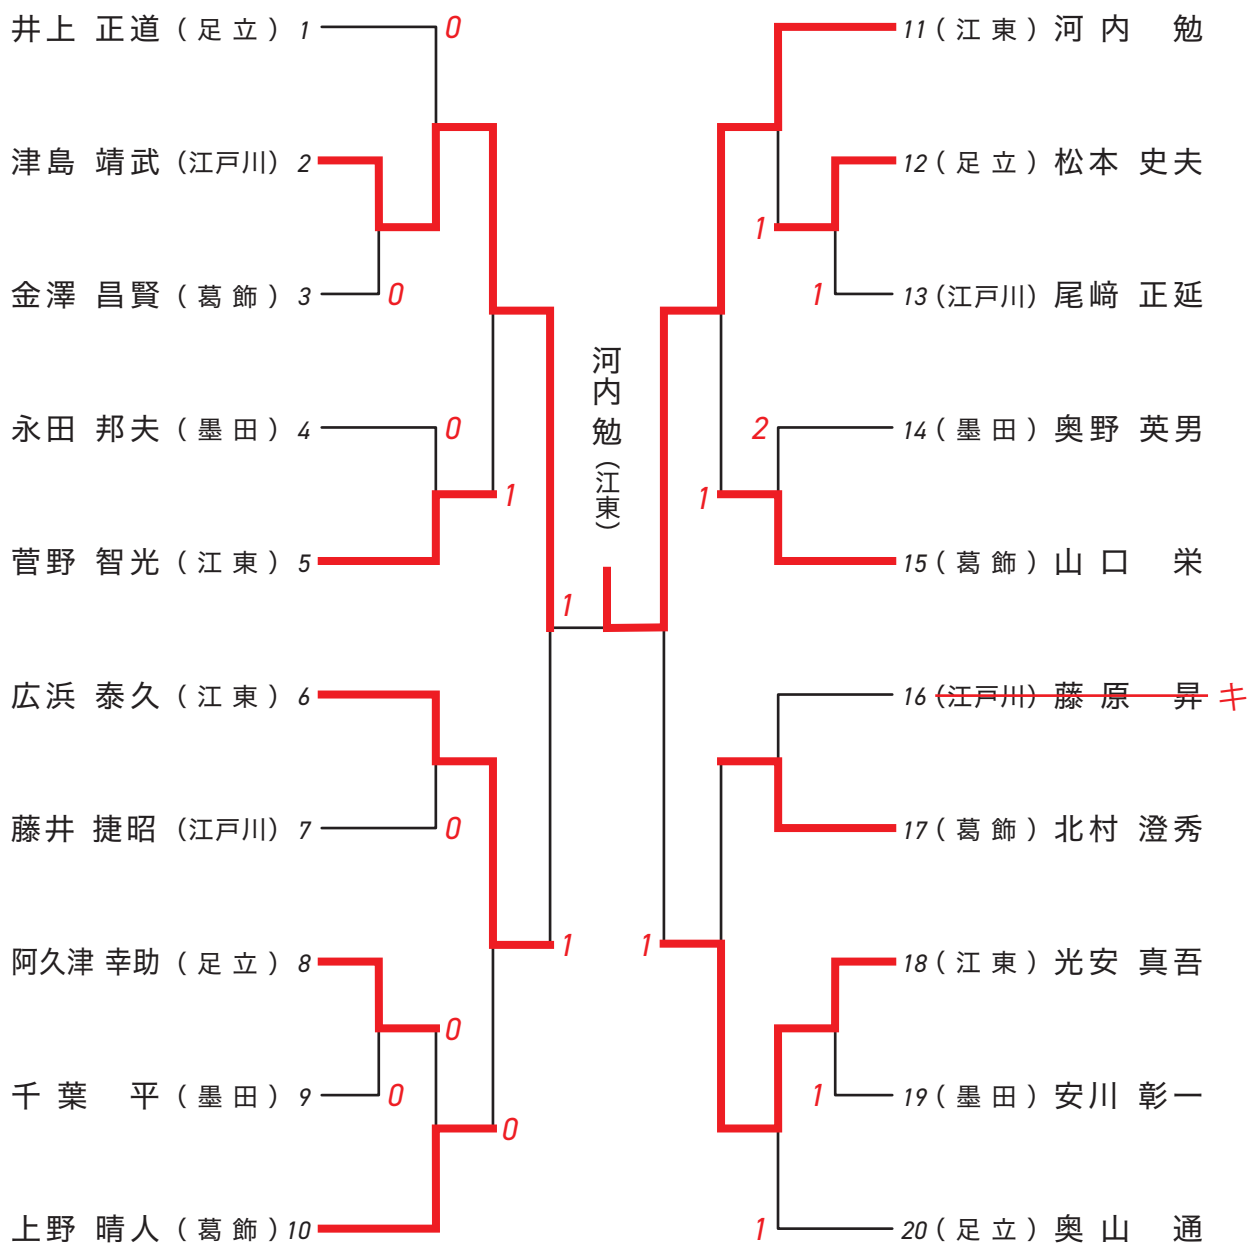 井上 正道 (足立) 1
0
津島 靖武 (江戸川) 2
金澤 昌賢 (葛飾) 3
0
永田 邦夫 (墨田) 4
0
菅野 智光 (江東) 5
1
広浜 泰久 (江東) 6
藤井 捷昭 (江戸川) 7
0
1
阿久津 幸助 (足立) 8
0
千葉 平 (墨田) 9
0
0
上野 晴人 (葛飾) 10
河内 勉 (江東)
1
11 (江東) 河内 勉
12 (足立) 松本 史夫
1
13 (江戸川) 尾﨑 正延
1
14 (墨田) 奥野 英男
2
1
15 (葛飾) 山口 栄
16 (江戸川) 藤原 昇 キ
17 (葛飾) 北村 澄秀
1
18 (江東) 光安 真吾
19 (墨田) 安川 彰一
1
20 (足立) 奥山 通
1